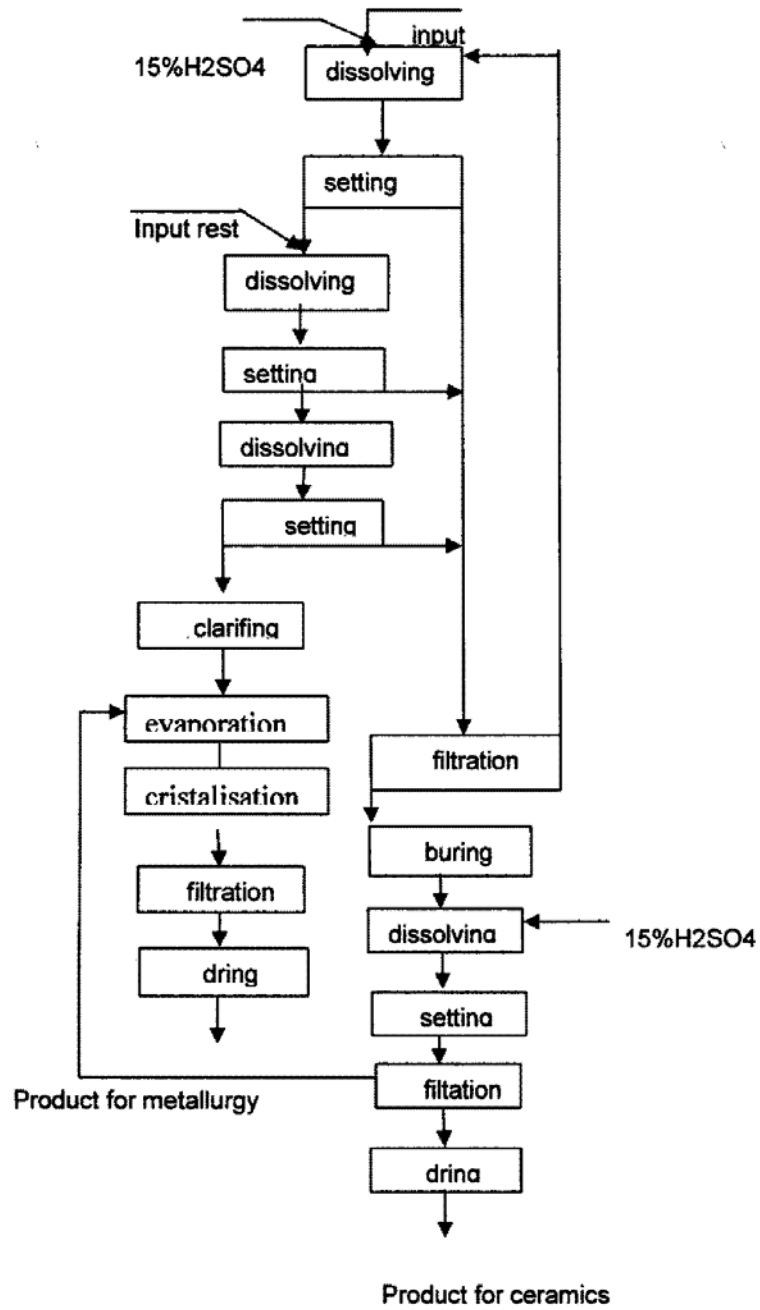 input
15%H2SO4
dissolving
setting
Input rest
dissolving
setting
dissolving
setting
clarifing
evaporation
filtration
cristalisation
buring
filtration
dissolving
15%H2SO4
dring
setting
filtation
Product for metallurgy
dring
Product for ceramics